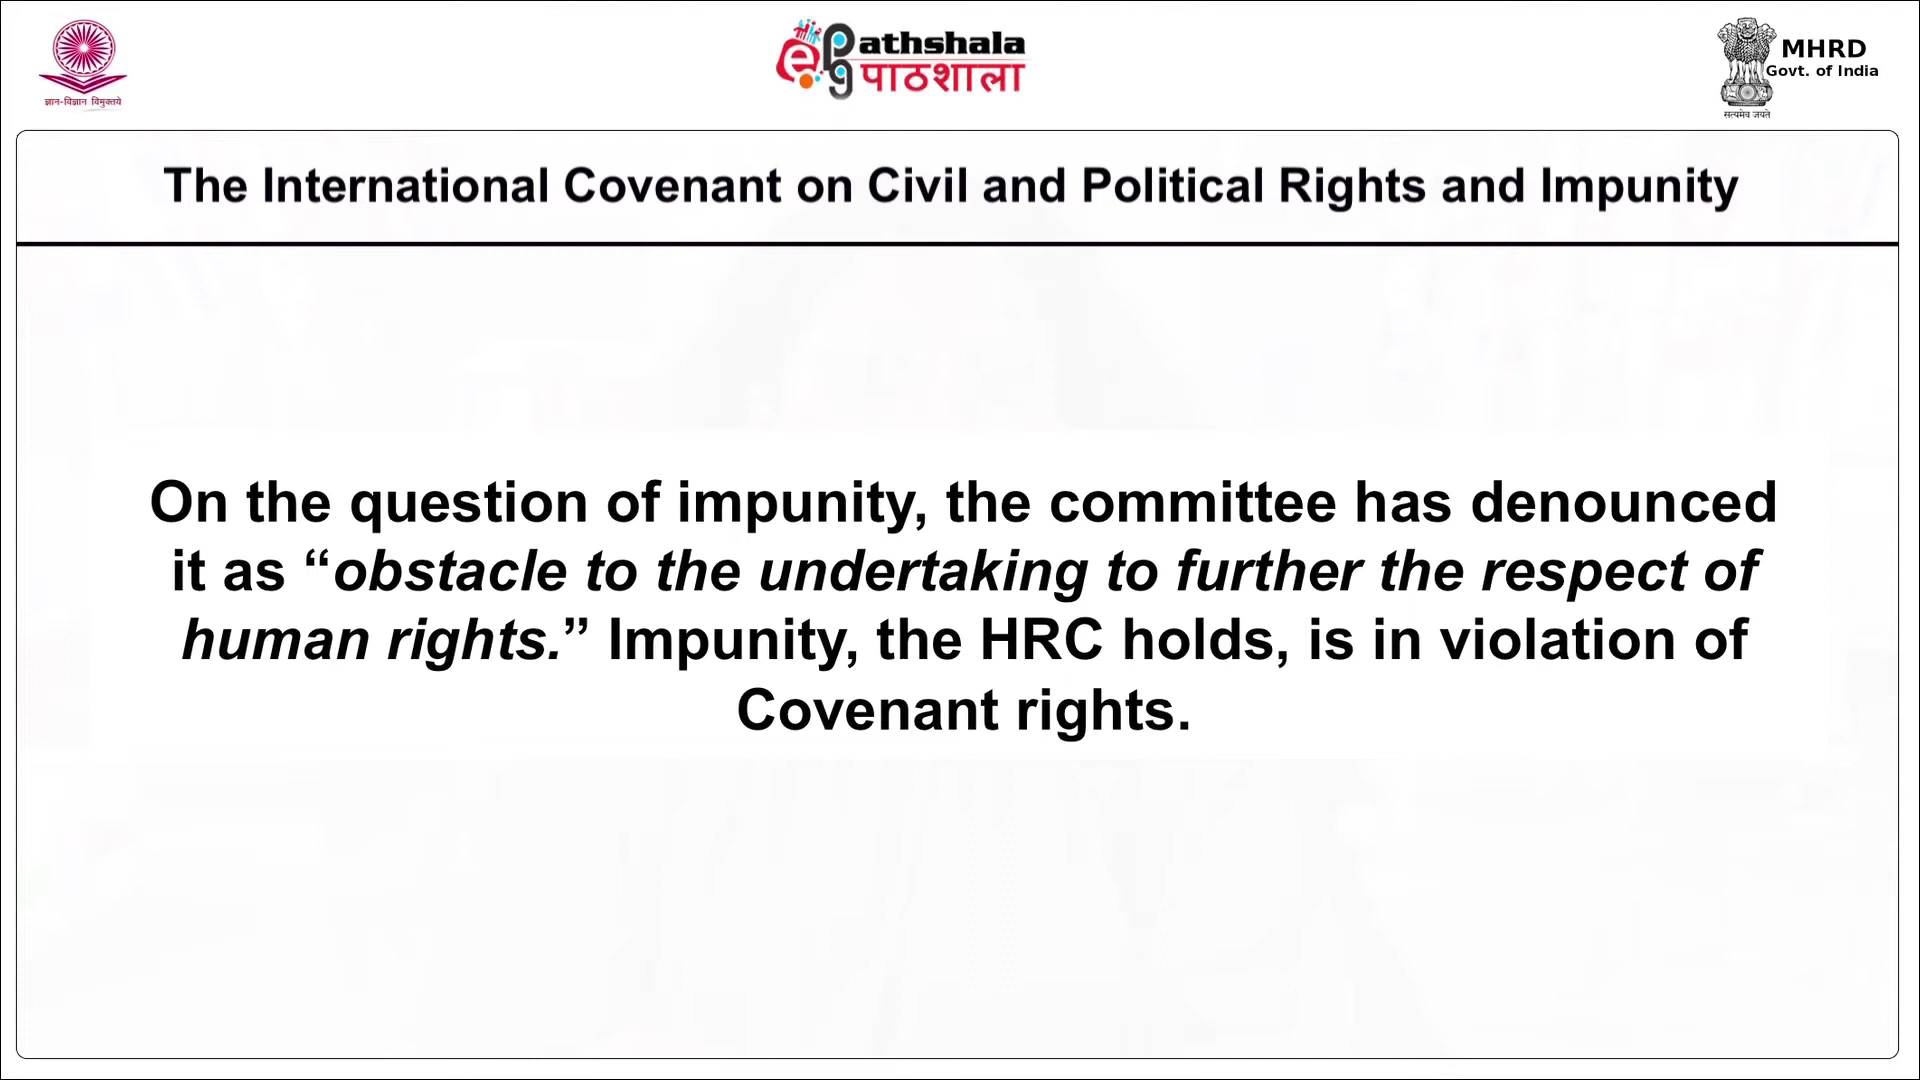 ज्ञान-विज्ञान विमुक्तये
ePG Pathshala
पाठशाला
MHRD
Govt. of India
सत्यमेव जयते
The International Covenant on Civil and Political Rights and Impunity
On the question of impunity, the committee has denounced
it as “obstacle to the undertaking to further the respect of
human rights.” Impunity, the HRC holds, is in violation of
Covenant rights.